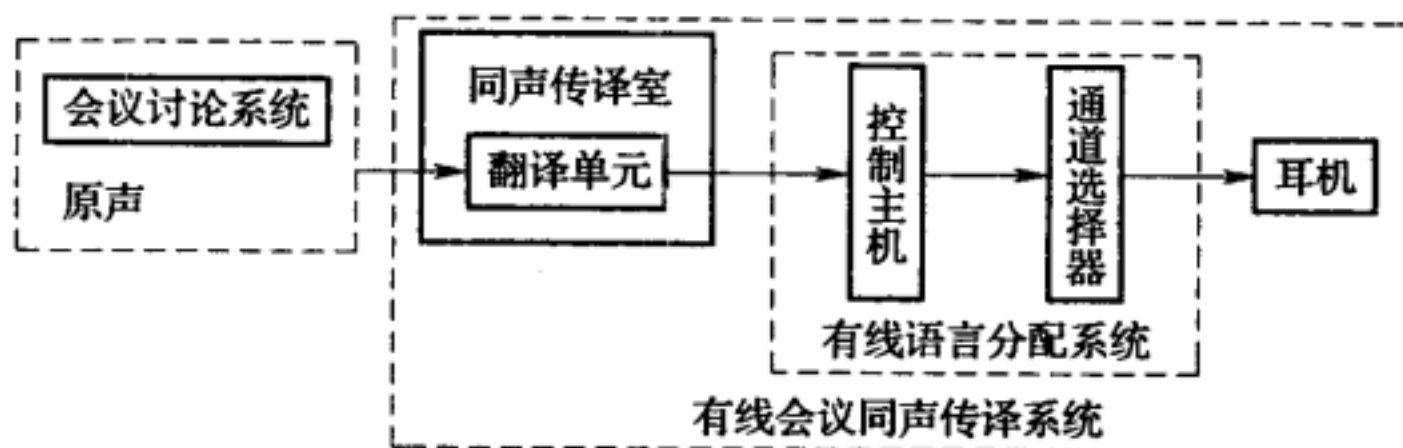 会议讨论系统
原声
同声传译室
翻译单元
控制主机
通道选择器
耳机
有线语言分配系统
有线会议同声传译系统